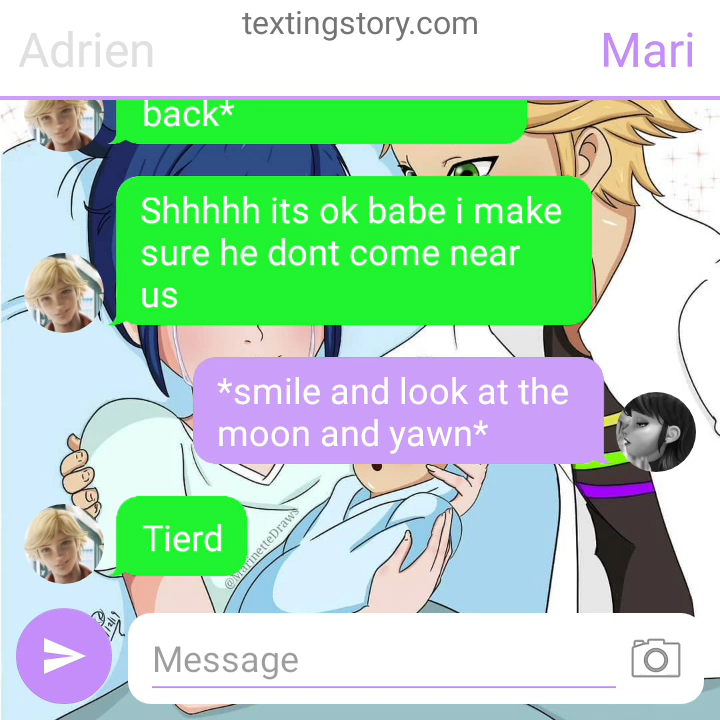 textingstory.com
Adrien
Mari
back*
Shhhhh its ok babe i make
sure he dont come near
us
*smile and look at the
moon and yawn*
Tierd
@MarinetteDraws
Message